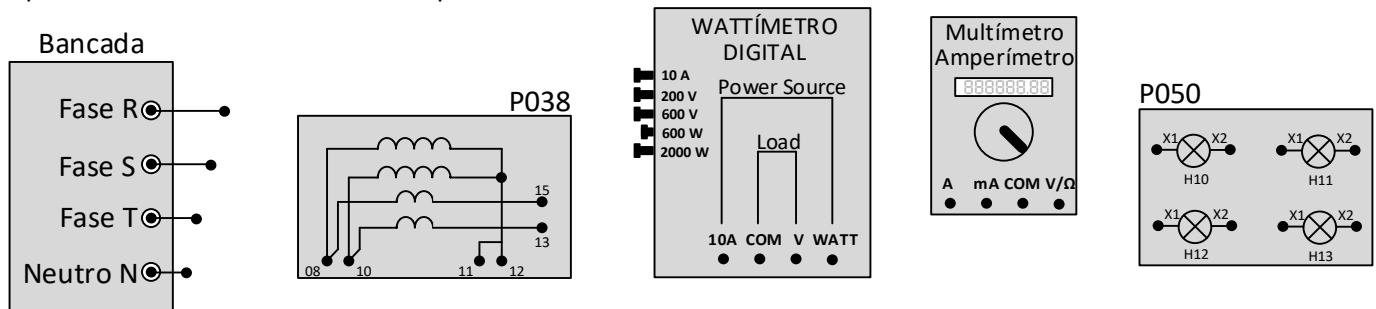 Bancada
Fase R
Fase S
Fase T
Neutro N
P038
15
13
08
10
11
12
WATTÍMETRO
DIGITAL
10 A
200 V
600 V
600 W
2000 W
Power Source
Load
10A COM V WATT
Multímetro
Amperímetro
888888.88
A mA COM V/Ω
P050
X1 X2 X1 X2
H10 H11
X1 X2 X1 X2
H12 H13